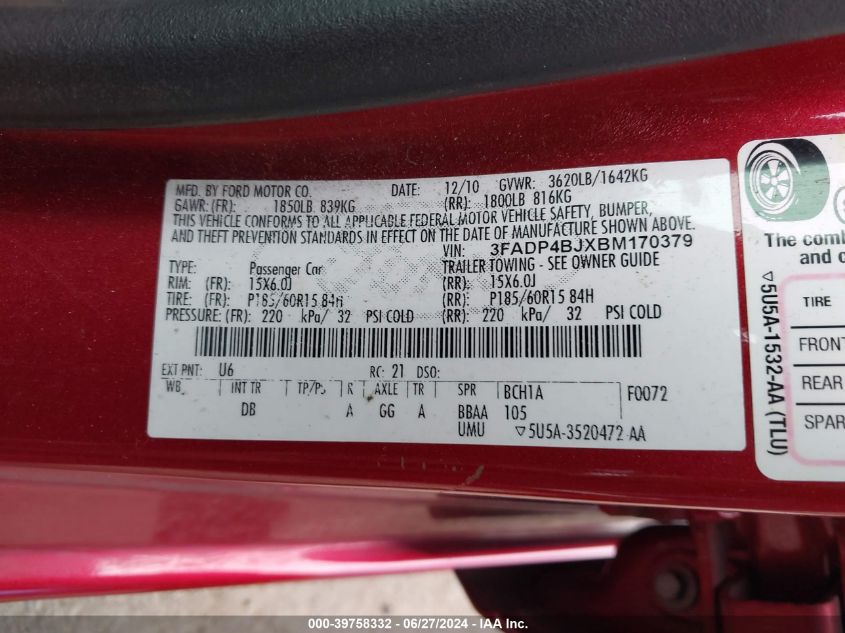 MFD. BY FORD MOTOR CO. DATE: 12/10 GVWR: 3620LB/1642KG
GAWR: (FR): 1850LB 839KG (RR): 1800LB 816KG
THIS VEHICLE CONFORMS TO ALL APPLICABLE FEDERAL MOTOR VEHICLE SAFETY, BUMPER,
AND THEFT PREVENTION STANDARDS IN EFFECT ON THE DATE OF MANUFACTURE SHOWN ABOVE.
VIN: 3FADP4BJXBM170379
TYPE: Passenger Car TRAILER TOWING - SEE OWNER GUIDE
RIM: (FR): 15X6.0J (RR): 15X6.0J
TIRE: (FR): P185/60R15 84H (RR): P185/60R15 84H
PRESSURE: (FR): 220 kPa/ 32 PSI COLD (RR): 220 kPa/ 32 PSI COLD
EXT PNT: U6 RC: 21 DSO:
WB INT TR TP/PS R AXLE TR SPR BCH1A F0072
DB A GG A BBAA 105
UMU ▽5U5A-3520472 AA
▽5U5A-1532-AA (TLU)
The comb
and c
TIRE
FRONT
REAR
SPAR
000-39758332 - 06/27/2024 - IAA Inc.